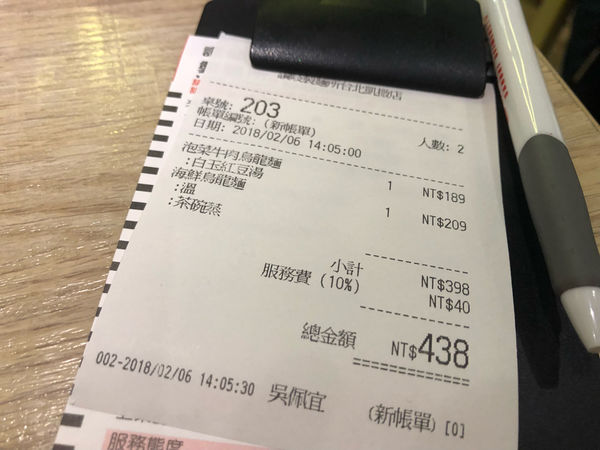 桌號: 203
人數: 2
帳單編號: (新帳單)
日期: 2018/02/06 14:05:00
泡菜牛肉烏龍麵 1 NT$189
:白玉紅豆湯
海鮮烏龍麵 1 NT$209
:溫
:茶碗蒸
小計 NT$398
服務費 (10%) NT$40
總金額 NT$438
002-2018/02/06 14:05:30 吳佩宜 (新帳單) [0]
服務態度